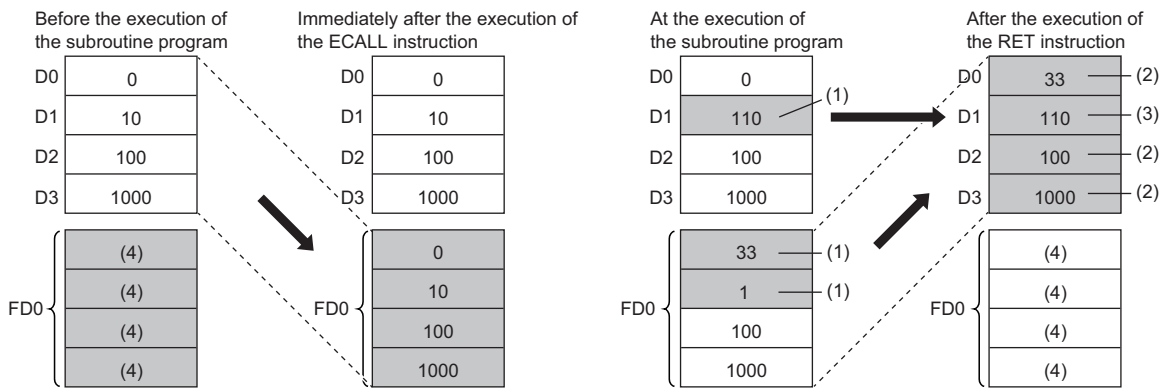 Before the execution of
the subroutine program
Immediately after the execution of
the ECALL instruction
At the execution of
the subroutine program
After the execution of
the RET instruction
D0 0
D1 10
D2 100
D3 1000
FD0
(4)
(4)
(4)
(4)
D0 0
D1 10
D2 100
D3 1000
FD0
0
10
100
1000
D0 0
D1 110 (1)
D2 100
D3 1000
FD0
33 (1)
1 (1)
100
1000
D0 33 (2)
D1 110 (3)
D2 100 (2)
D3 1000 (2)
FD0
(4)
(4)
(4)
(4)